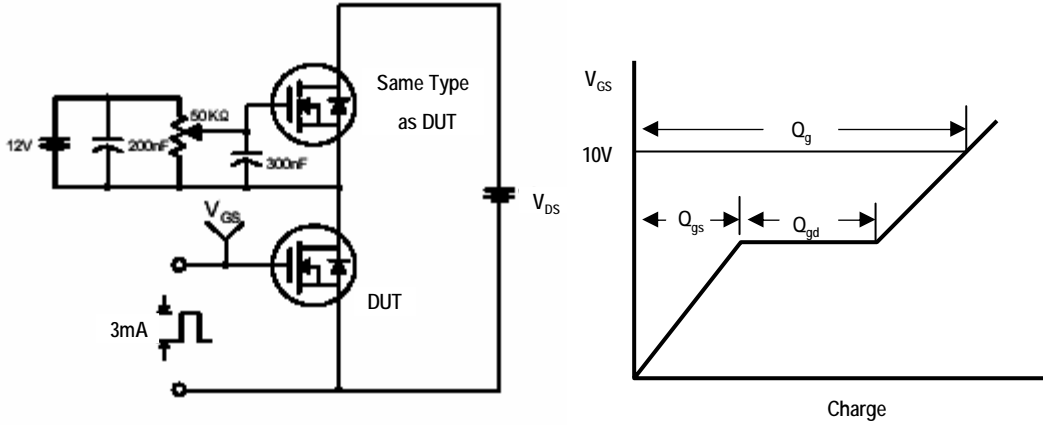 Same Type
as DUT
50KΩ
12V
200nF
300nF
VGS
VDS
DUT
3mA
VGS
Qg
10V
Qgs
Qgd
Charge